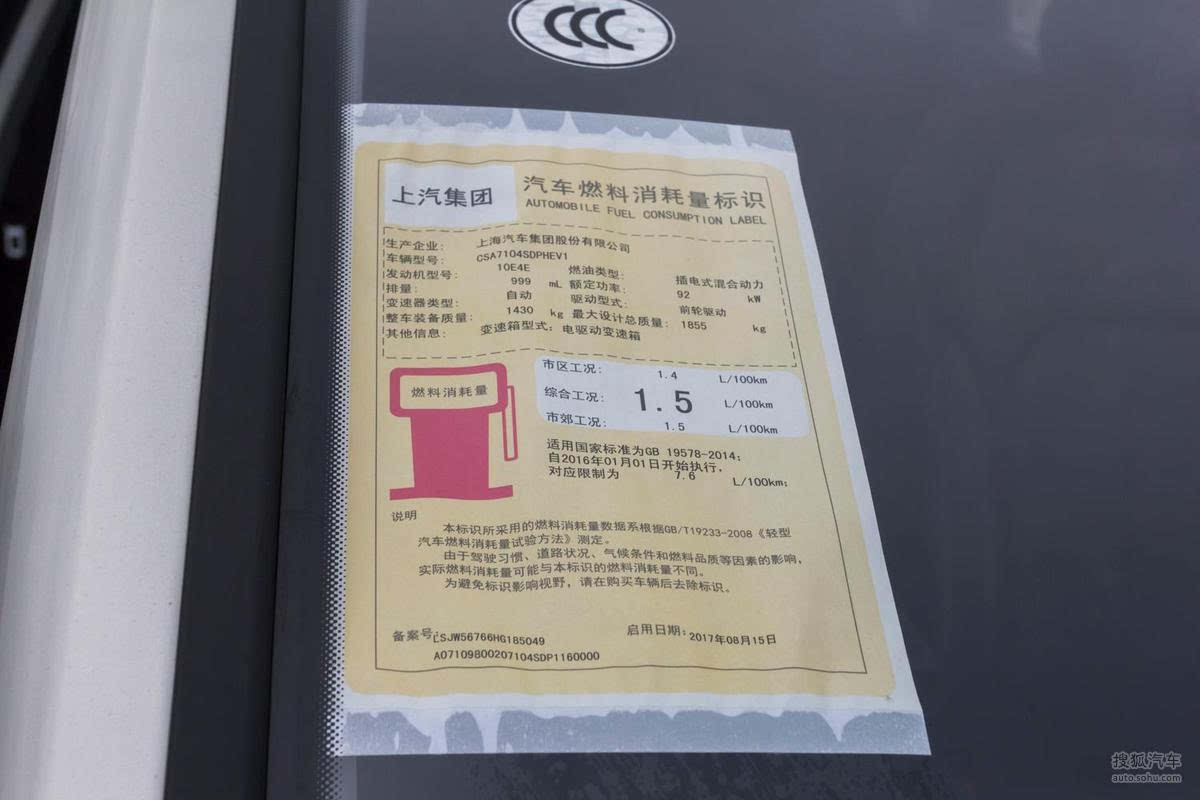 CCC
上汽集团
汽车燃料消耗量标识
AUTOMOBILE FUEL CONSUMPTION LABEL
生产企业: 上海汽车集团股份有限公司
车辆型号: CSA7104SDPHEV1
发动机型号: 10E4E 燃油类型: 插电式混合动力
排量: 999 mL 额定功率: 92 kW
变速器类型: 自动 驱动型式: 前轮驱动
整车装备质量: 1430 kg 最大设计总质量: 1855 kg
其他信息: 变速箱型式: 电驱动变速箱
燃料消耗量
市区工况: 1.4 L/100km
综合工况: 1.5 L/100km
市郊工况: 1.5 L/100km
适用国家标准为GB 19578-2014;
自2016年01月01日开始执行,
对应限制为 7.6 L/100km;
说明
本标识所采用的燃料消耗量数据系根据GB/T19233-2008《轻型
汽车燃料消耗量试验方法》测定。
由于驾驶习惯、道路状况、气候条件和燃料品质等因素的影响,
实际燃料消耗量可能与本标识的燃料消耗量不同。
为避免标识影响视野, 请在购买车辆后去除标识。
备案号: LSJW56766HG185049 启用日期: 2017年08月15日
A07109800207104SDP1160000
搜狐汽车
auto.sohu.com